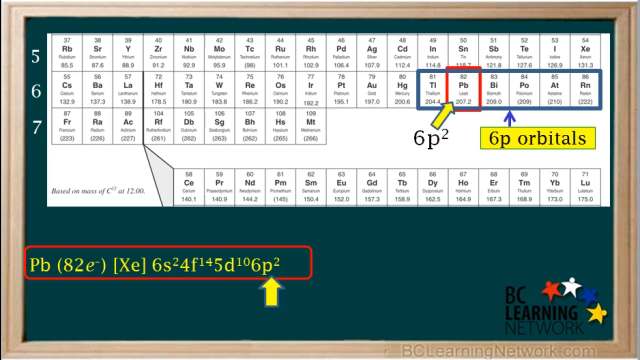 37 38 39 40 41 42 43 44 45 46 47 48 49 50 51 52 53 54
5 Rb Sr Y Zr Nb Mo Tc Ru Rh Pd Ag Cd In Sn Sb Te I Xe
Rubidium Strontium Yttrium Zirconium Niobium Molybdenum Technetium Ruthenium Rhodium Palladium Silver Cadmium Indium Tin Antimony Tellurium Iodine Xenon
85.5 87.6 88.9 91.2 92.9 95.9 (98) 101.1 102.9 106.4 107.9 112.4 114.8 118.7 121.8 127.6 126.9 131.3
55 56 57 72 73 74 75 76 77 78 79 80 81 82 83 84 85 86
6 Cs Ba La Hf Ta W Re Os Ir Pt Au Hg Tl Pb Bi Po At Rn
Cesium Barium Lanthanum Hafnium Tantalum Tungsten Rhenium Osmium Iridium Platinum Gold Mercury Thallium Lead Bismuth Polonium Astatine Radon
132.9 137.3 138.9 178.5 180.9 183.8 186.2 190.2 192.2 195.1 197.0 200.6 204.4 207.2 209.0 (209) (210) (222)
87 88 89 104 105 106 107 108 109
7 Fr Ra Ac Rf Db Sg Bh Hs Mt
Francium Radium Actinium Rutherfordium Dubnium Seaborgium Bohrium Hassium Meitnerium
(223) (226) (227) (261) (262) (263) (262) (265) (266)
6p² 6p orbitals
58 59 60 61 62 63 64 65 66 67 68 69 70 71
Ce Pr Nd Pm Sm Eu Gd Tb Dy Ho Er Tm Yb Lu
Cerium Praseodymium Neodymium Promethium Samarium Europium Gadolinium Terbium Dysprosium Holmium Erbium Thulium Ytterbium Lutetium
140.1 140.9 144.2 (145) 150.4 152.0 157.3 158.9 162.5 164.9 167.3 168.9 173.0 175.0
Based on mass of C¹² at 12.00.
Pb (82e⁻) [Xe] 6s²4f¹⁴5d¹⁰6p²
BC
LEARNING
NETWORK
BCLearningNetwork.com